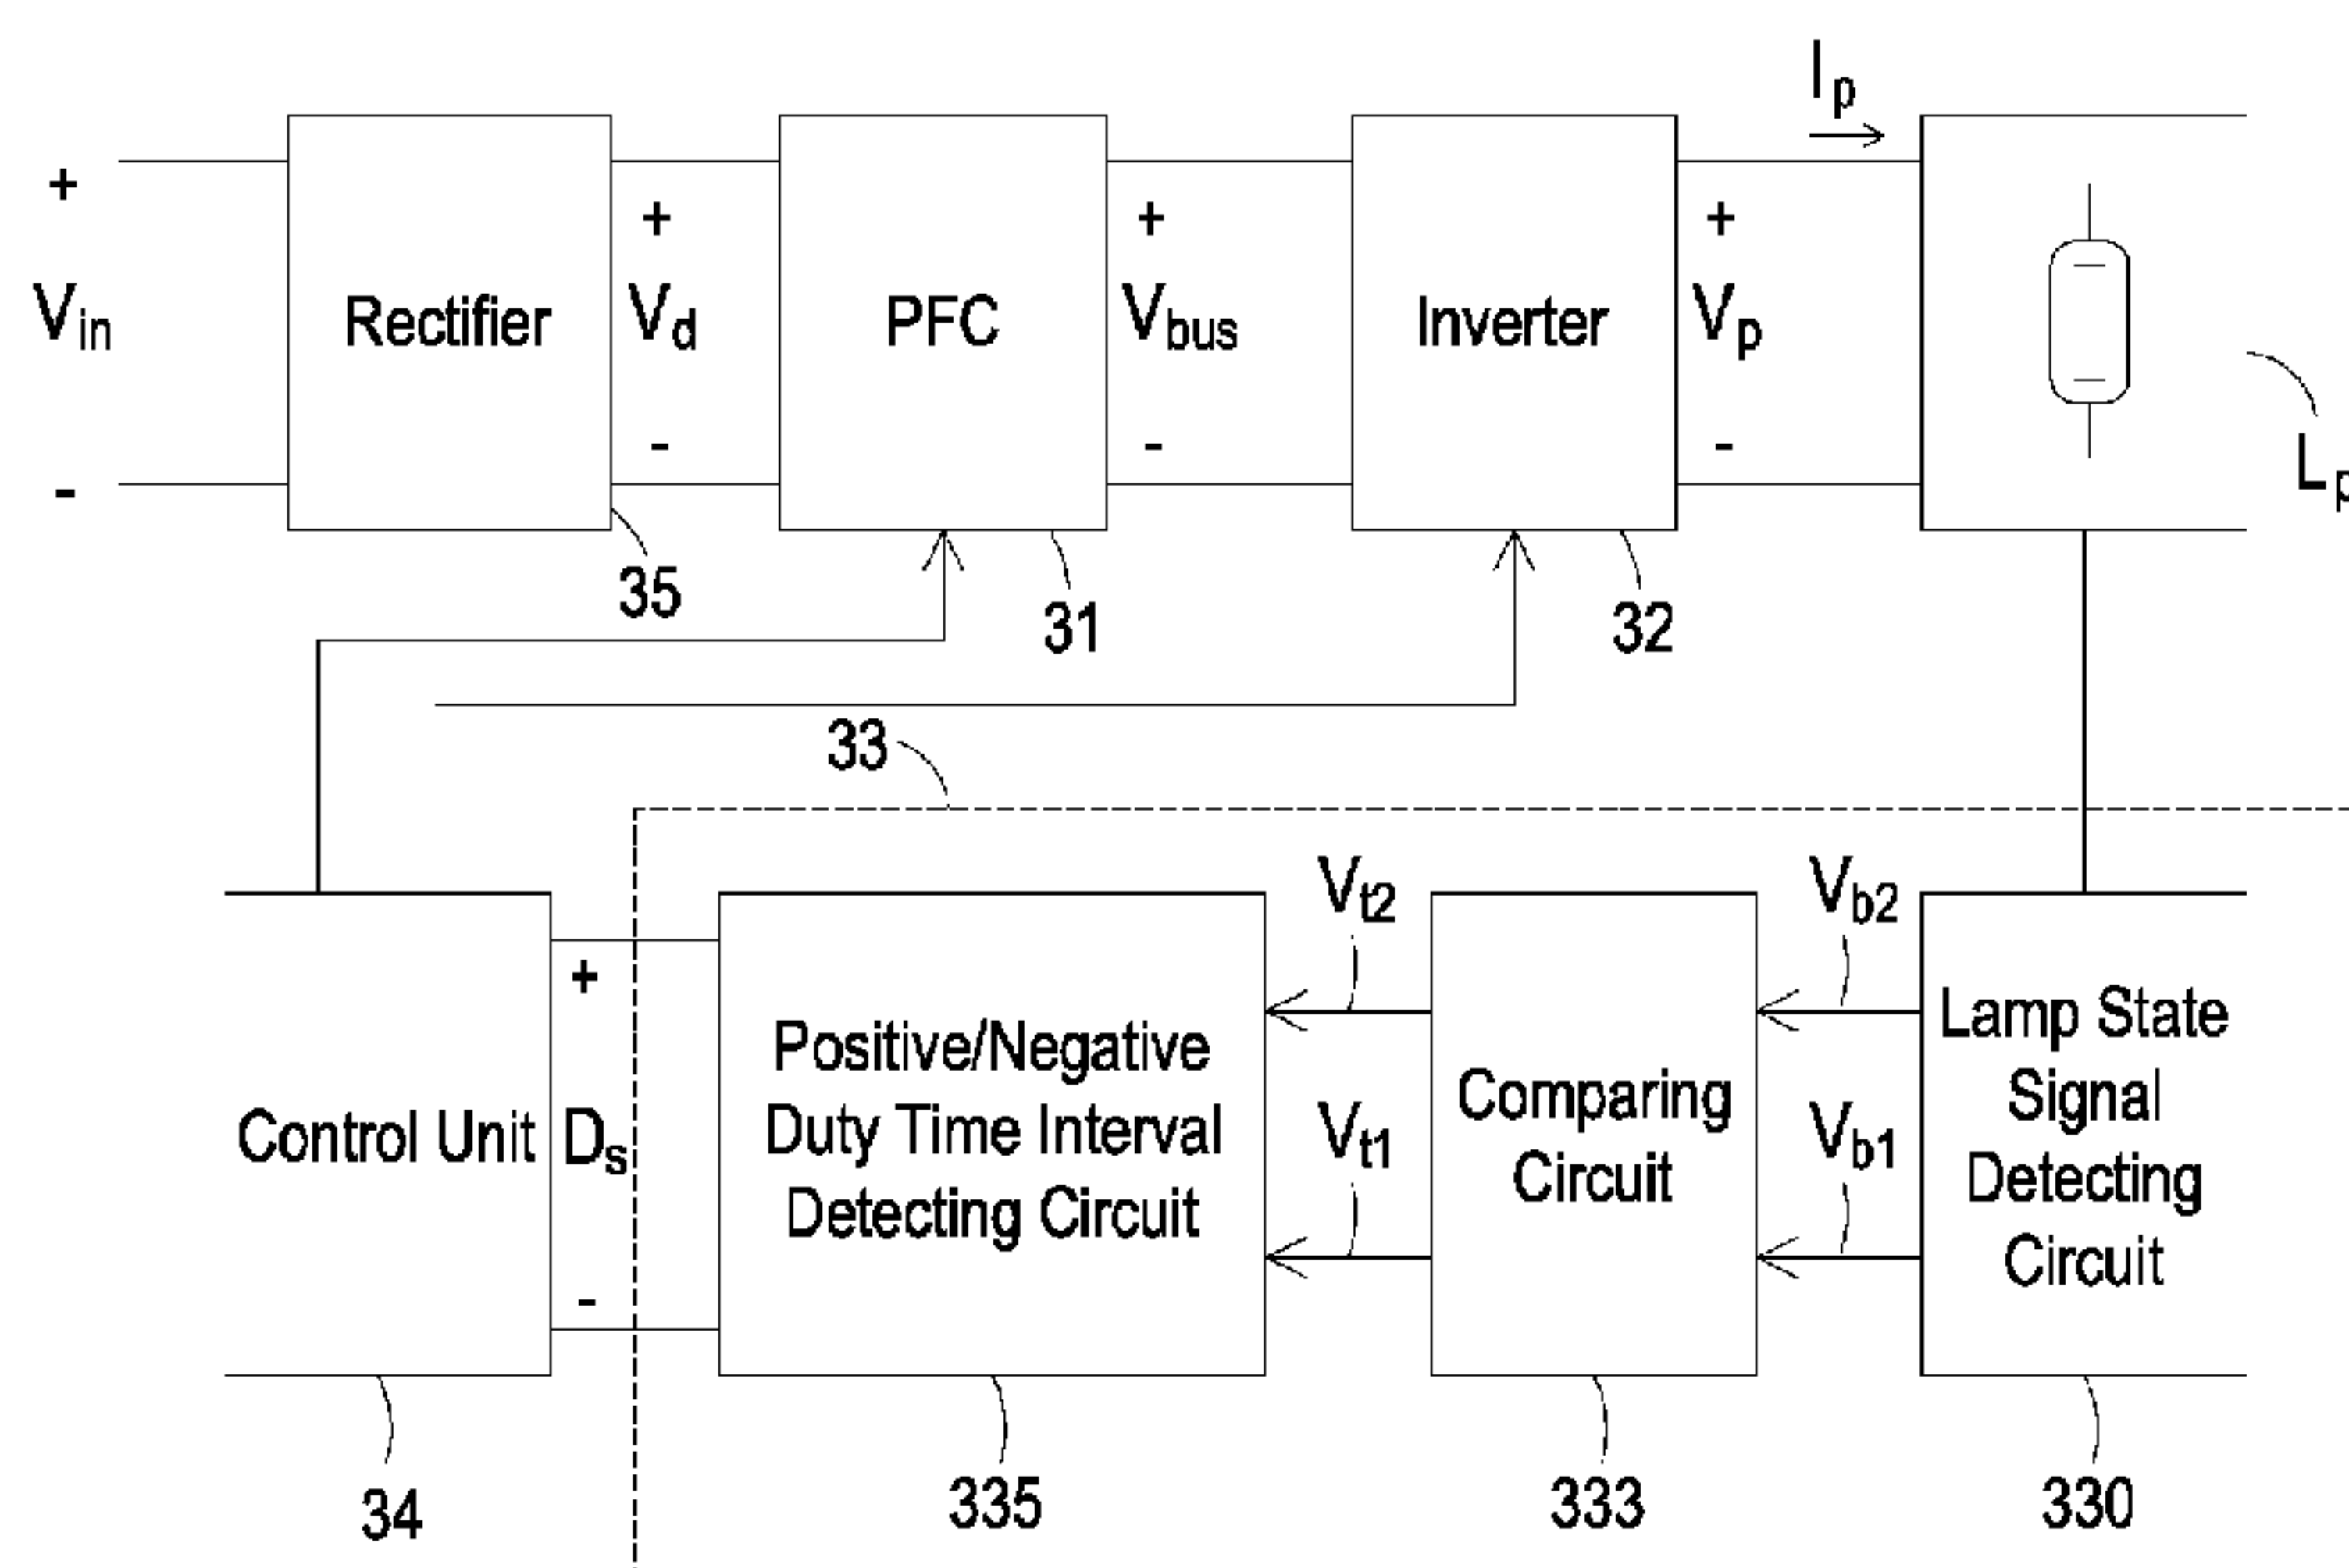 Ip
+ + + +
Vin Rectifier Vd PFC Vbus Inverter Vp
- - - -
Lp
35 31 32
33
Vt2 Vb2
+
Control Unit Ds
-
Positive/Negative
Duty Time Interval
Detecting Circuit
Vt1
Comparing
Circuit
Vb1
Lamp State
Signal
Detecting
Circuit
34 335 333 330